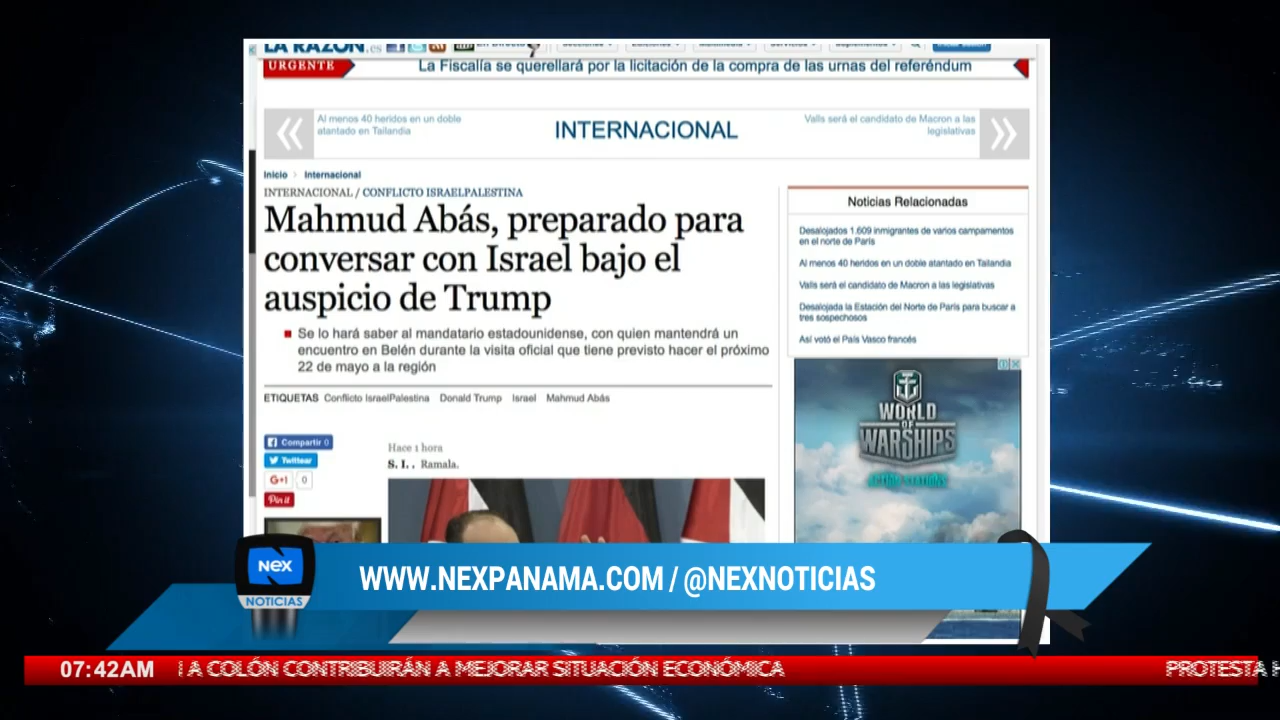 LA RAZON.es
En Directo
URGENTE
La Fiscalía se querellará por la licitación de la compra de las urnas del referéndum
Al menos 40 heridos en un doble
atantado en Tailandia
INTERNACIONAL
Valls será el candidato de Macron a las
legislativas
Inicio > Internacional
INTERNACIONAL / CONFLICTO ISRAELPALESTINA
Mahmud Abás, preparado para
conversar con Israel bajo el
auspicio de Trump
Se lo hará saber al mandatario estadounidense, con quien mantendrá un
encuentro en Belén durante la visita oficial que tiene previsto hacer el próximo
22 de mayo a la región
ETIQUETAS Conflicto IsraelPalestina Donald Trump Israel Mahmud Abás
Compartir 0
Twittear
G+1 0
Pin it
Hace 1 hora
S. I. . Ramala.
Noticias Relacionadas
Desalojados 1.609 inmigrantes de varios campamentos
en el norte de París
Al menos 40 heridos en un doble atantado en Tailandia
Valls será el candidato de Macron a las legislativas
Desalojada la Estación del Norte de París para buscar a
tres sospechosos
Así votó el País Vasco francés
WORLD
OF
WARSHIPS
ACTION STATIONS!
nex
NOTICIAS
WWW.NEXPANAMA.COM / @NEXNOTICIAS
07:42AM
A COLÓN CONTRIBUIRÁN A MEJORAR SITUACIÓN ECONÓMICA
PROTESTA